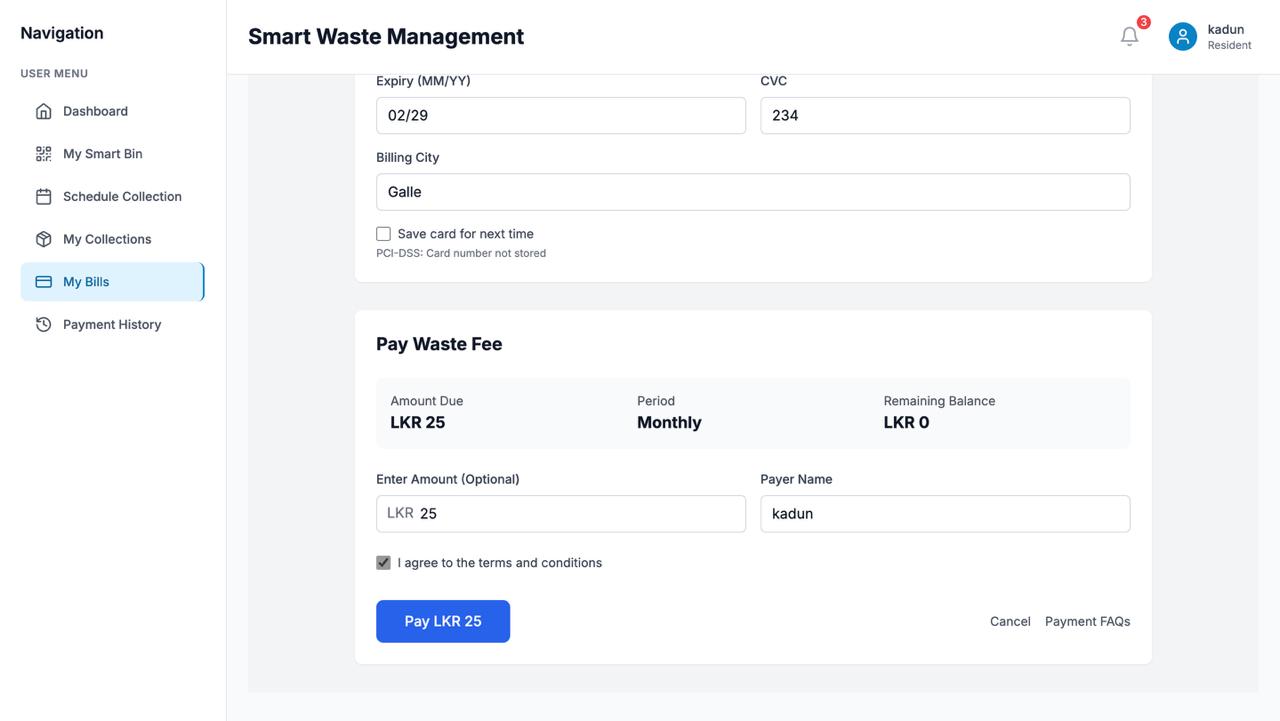 Navigation
USER MENU
Dashboard
My Smart Bin
Schedule Collection
My Collections
My Bills
Payment History
Smart Waste Management
3
kadun
Resident
Expiry (MM/YY) CVC
02/29 234
Billing City
Galle
Save card for next time
PCI-DSS: Card number not stored
Pay Waste Fee
Amount Due Period Remaining Balance
LKR 25 Monthly LKR 0
Enter Amount (Optional) Payer Name
LKR 25 kadun
I agree to the terms and conditions
Pay LKR 25 Cancel Payment FAQs